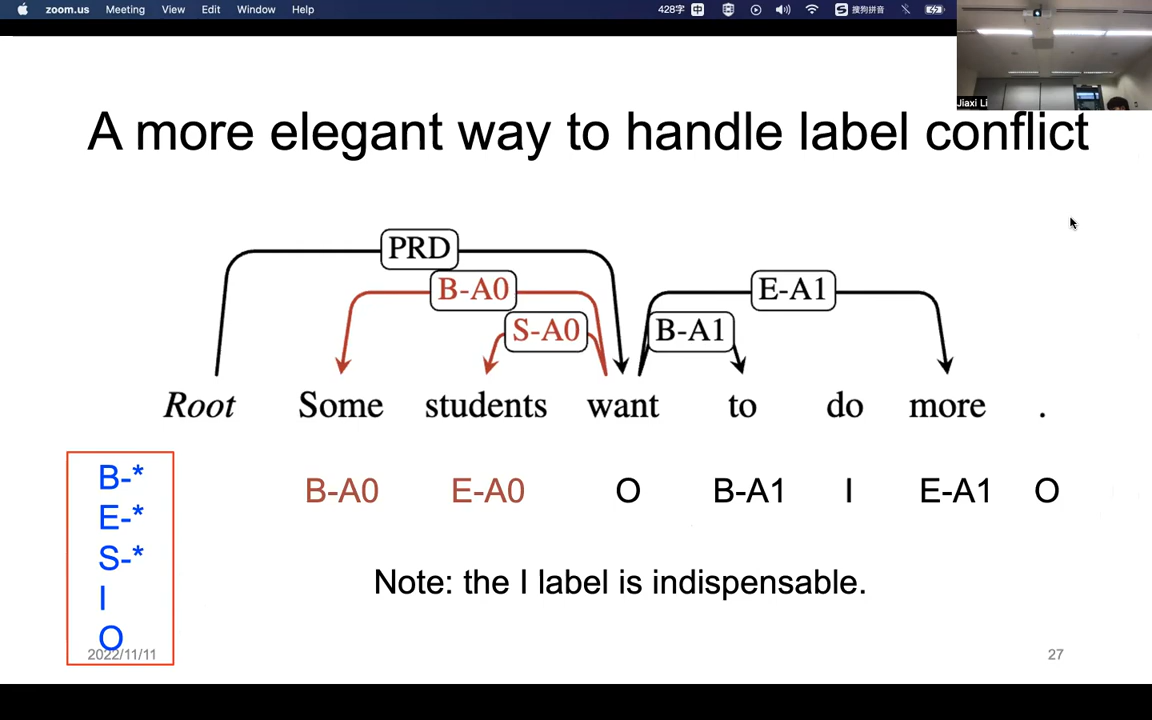 zoom.us Meeting View Edit Window Help 428字 中 S 搜狗拼音
Jiaxi Li
A more elegant way to handle label conflict
PRD
B-A0
E-A1
S-A0
B-A1
Root Some students want to do more .
B-A0 E-A0 O B-A1 I E-A1 O
B-*
E-*
S-*
I
O
Note: the I label is indispensable.
2022/11/11
27